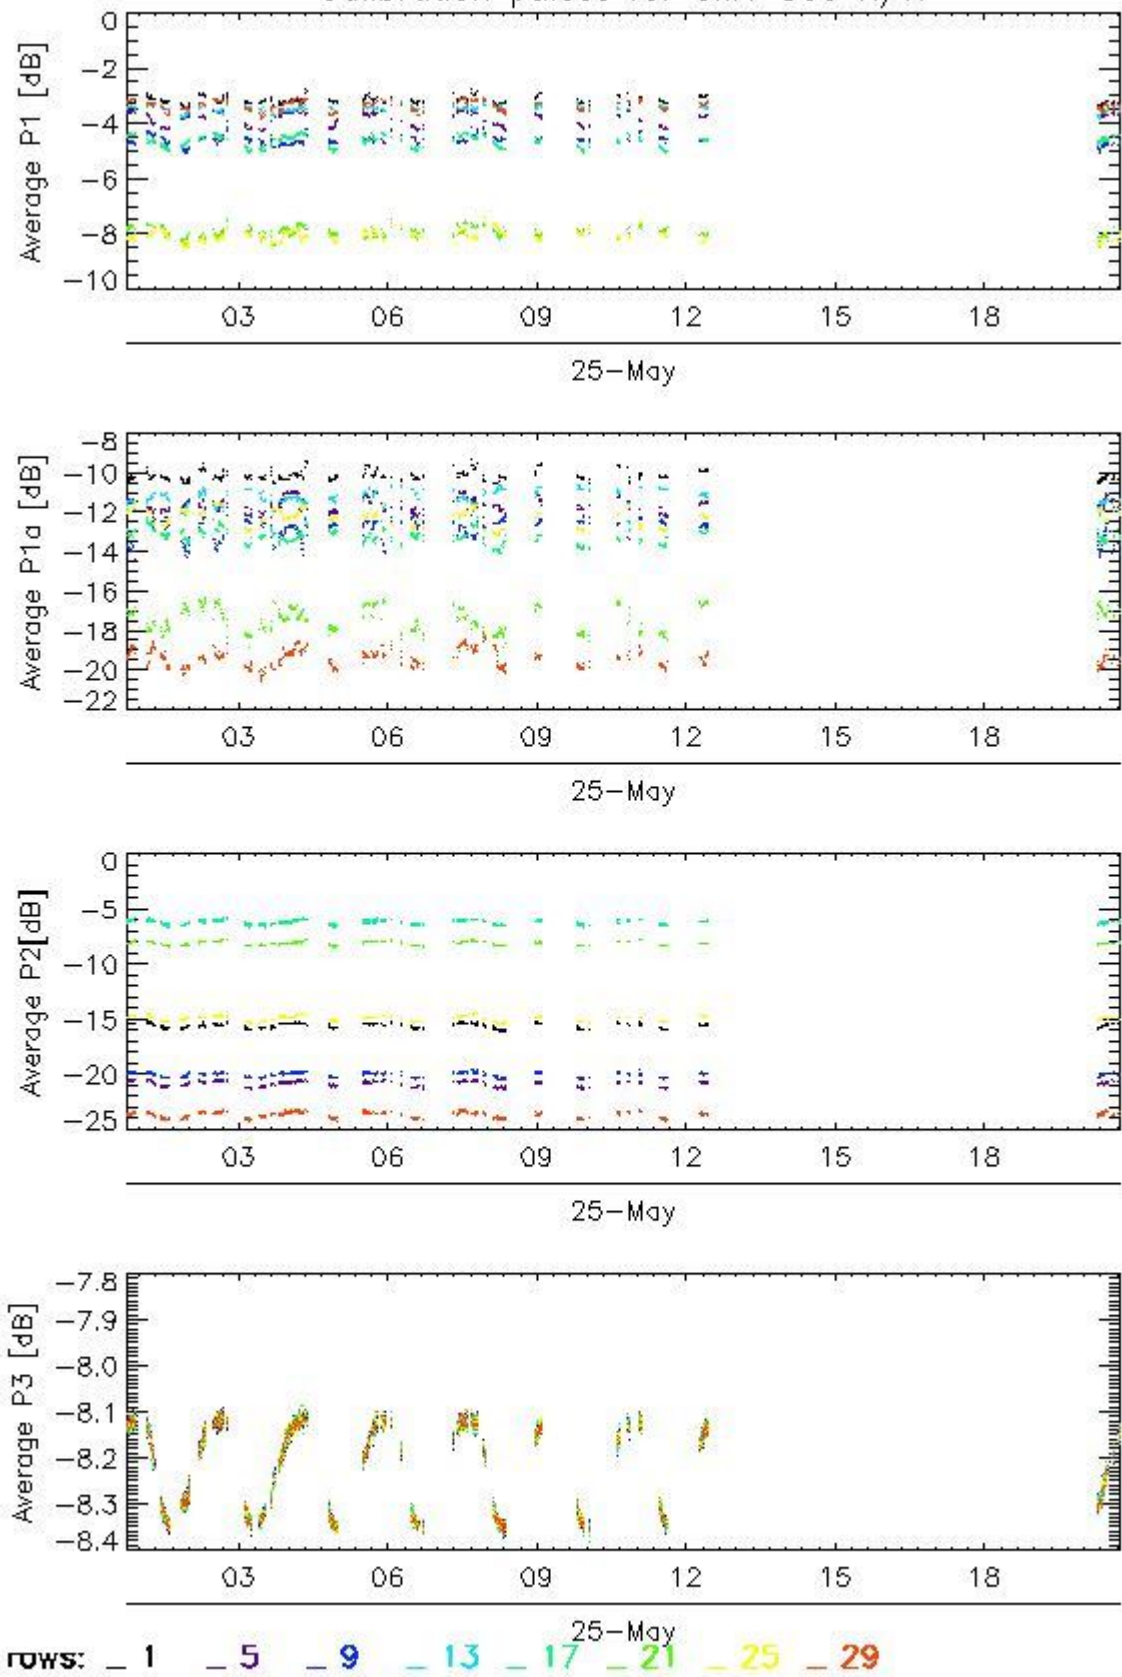 Average P1 [dB]
0
−2
−4
−6
−8
−10
03 06 09 12 15 18
25−May
Average P1a [dB]
−8
−10
−12
−14
−16
−18
−20
−22
03 06 09 12 15 18
25−May
Average P2[dB]
0
−5
−10
−15
−20
−25
03 06 09 12 15 18
25−May
Average P3 [dB]
−7.8
−7.9
−8.0
−8.1
−8.2
−8.3
−8.4
03 06 09 12 15 18
25−May
rows: _ 1 _ 5 _ 9 _ 13 _ 17 _ 21 _ 25 _ 29